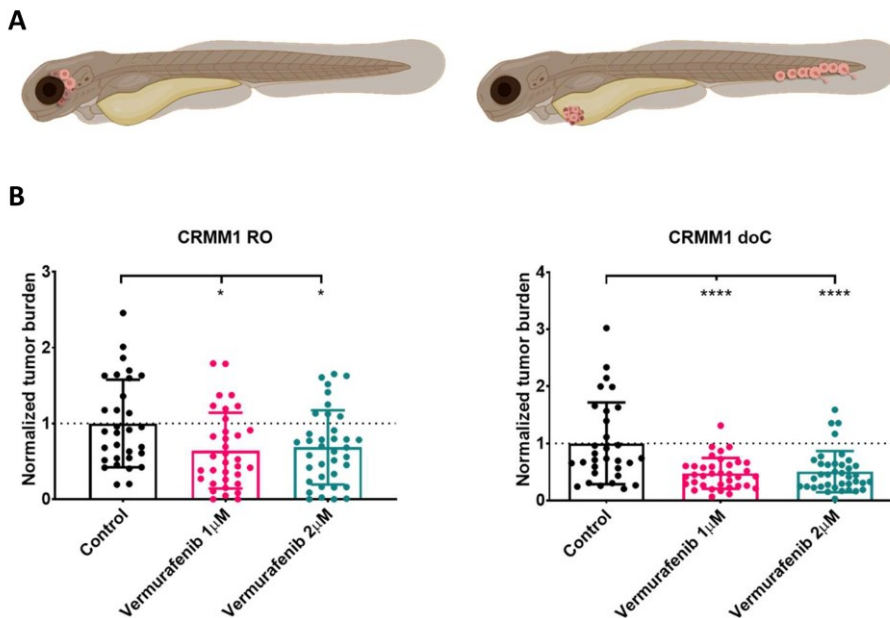 A
B
CRMM1 RO
Normalized tumor burden
3
2
1
0
*
*
Control
Vermurafenib 1µM
Vermurafenib 2µM
CRMM1 doC
Normalized tumor burden
4
3
2
1
0
****
****
Control
Vermurafenib 1µM
Vermurafenib 2µM